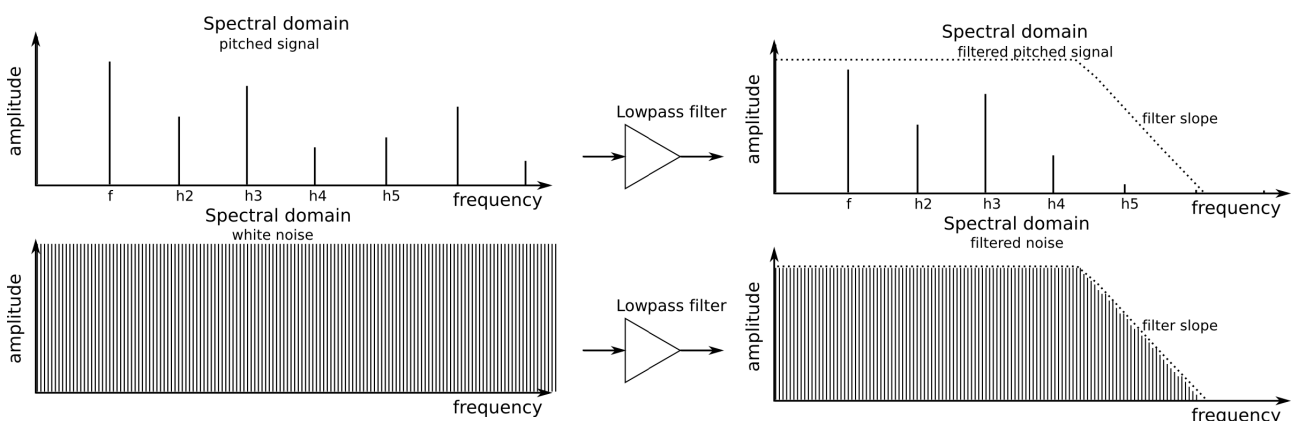 Spectral domain
pitched signal
amplitude
f h2 h3 h4 h5
frequency
Lowpass filter
Spectral domain
filtered pitched signal
amplitude
filter slope
f h2 h3 h4 h5
frequency
Spectral domain
white noise
amplitude
frequency
Lowpass filter
Spectral domain
filtered noise
amplitude
filter slope
frequency